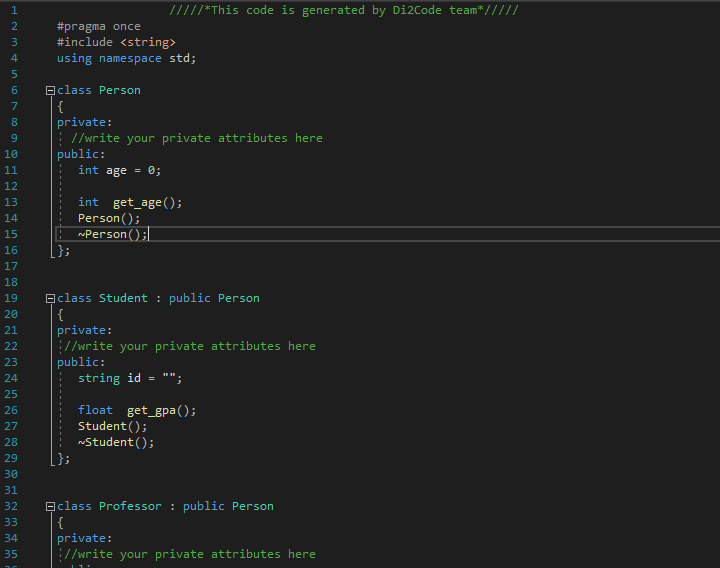 1 /////*This code is generated by Di2Code team*/////
2 #pragma once
3 #include <string>
4 using namespace std;
5
6 class Person
7 {
8 private:
9 //write your private attributes here
10 public:
11 int age = 0;
12
13 int  get_age();
14 Person();
15 ~Person();
16 };
17
18
19 class Student : public Person
20 {
21 private:
22 //write your private attributes here
23 public:
24 string id = "";
25
26 float  get_gpa();
27 Student();
28 ~Student();
29 };
30
31
32 class Professor : public Person
33 {
34 private:
35 //write your private attributes here